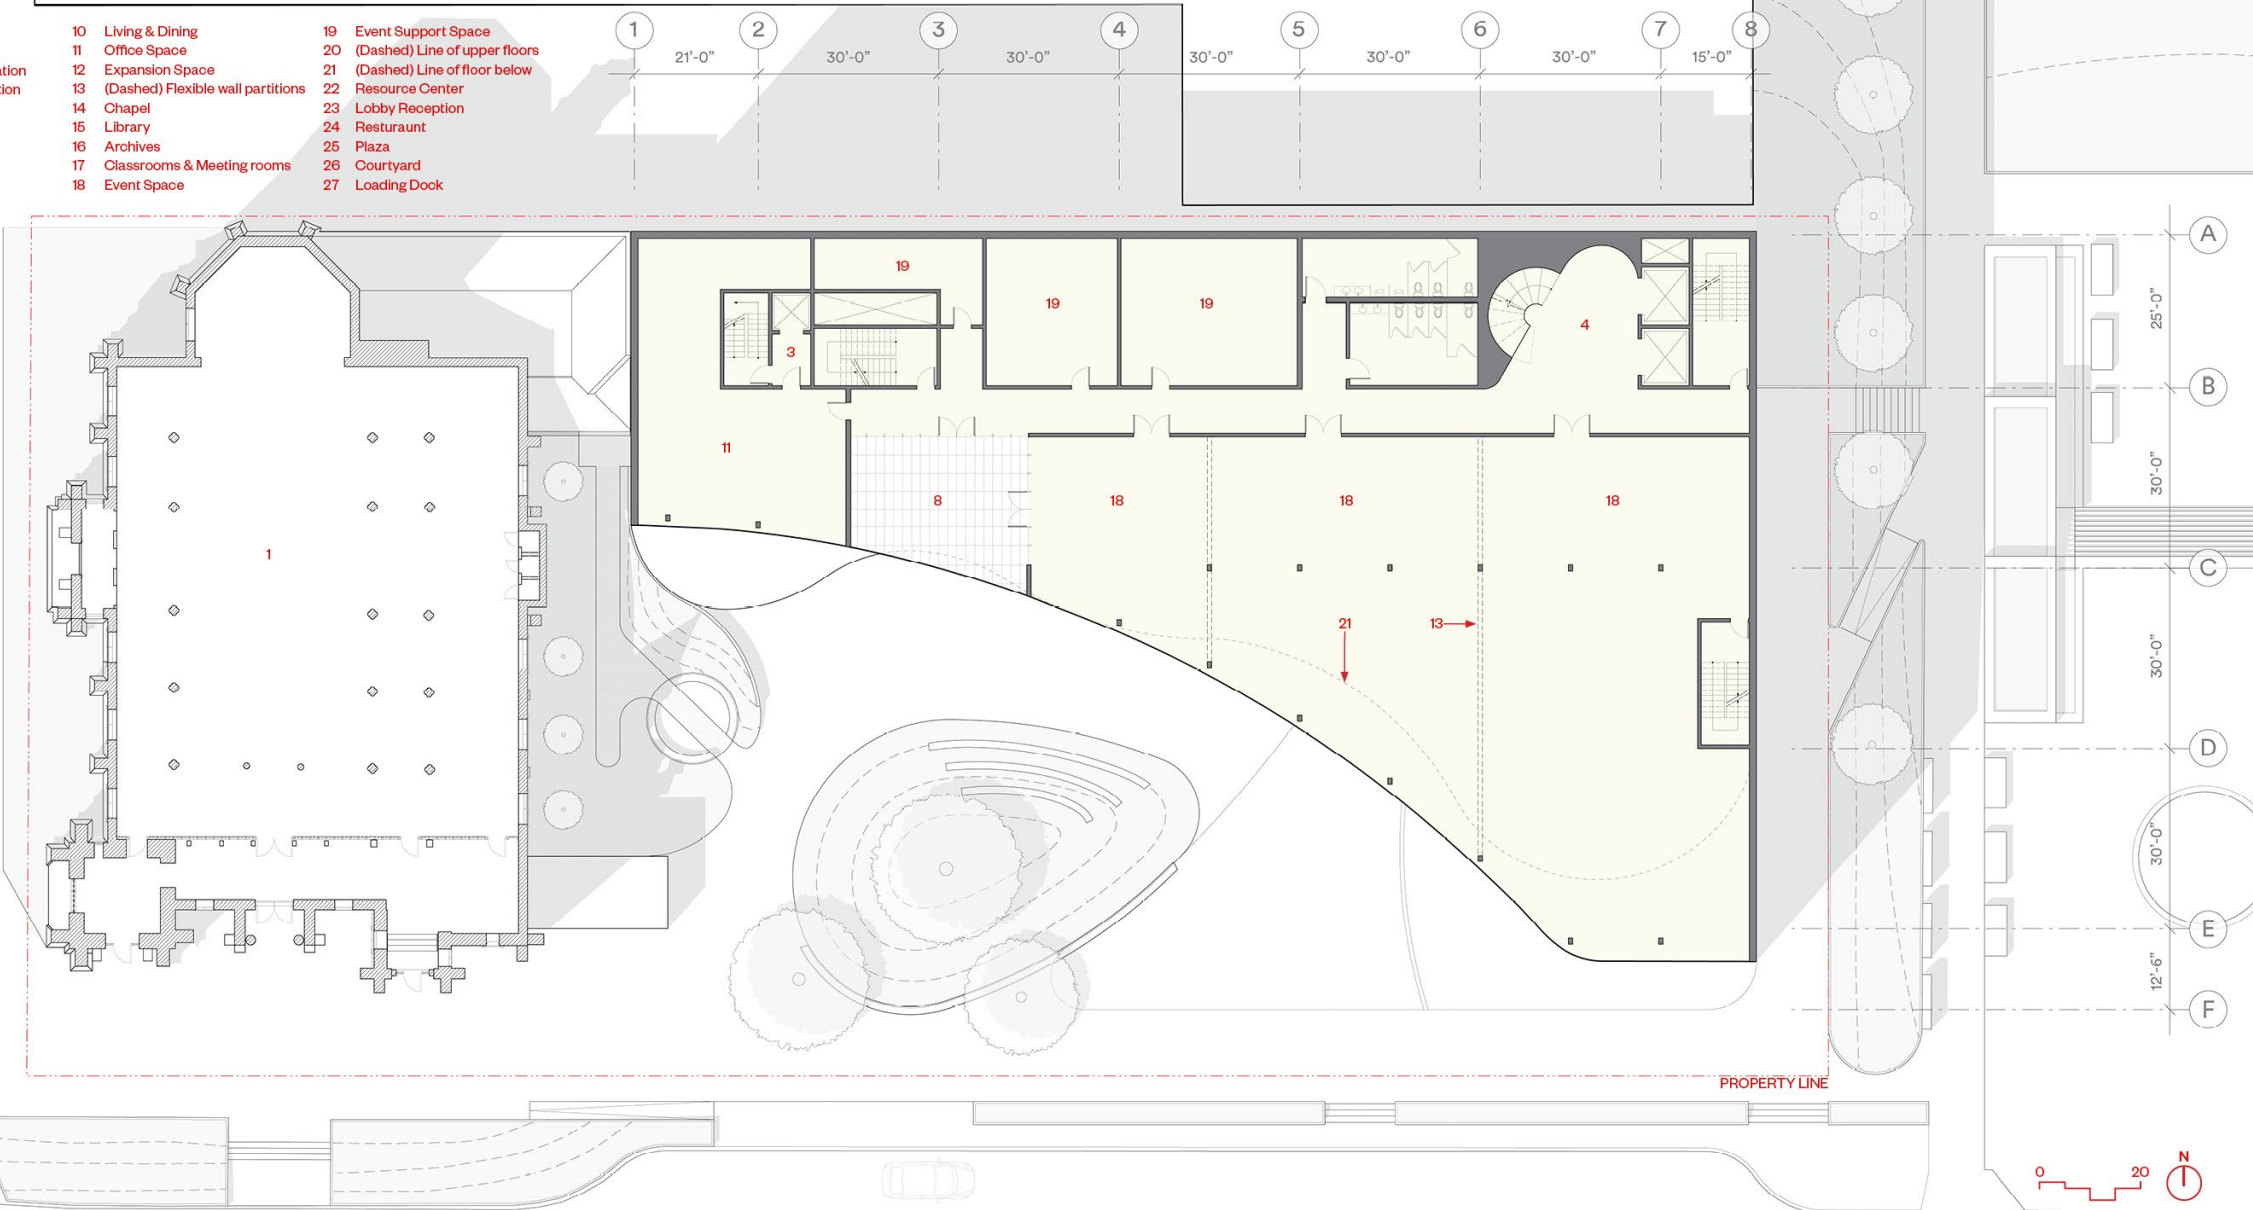 10 Living & Dining
11 Office Space
12 Expansion Space
13 (Dashed) Flexible wall partitions
14 Chapel
15 Library
16 Archives
17 Classrooms & Meeting rooms
18 Event Space
19 Event Support Space
20 (Dashed) Line of upper floors
21 (Dashed) Line of floor below
22 Resource Center
23 Lobby Reception
24 Resturaunt
25 Plaza
26 Courtyard
27 Loading Dock
1 2 3 4 5 6 7 8
21'-0" 30'-0" 30'-0" 30'-0" 30'-0" 30'-0" 15'-0"
A
25'-0"
B
30'-0"
C
30'-0"
D
30'-0"
E
12'-6"
F
19
19
19
4
3
11
8
18
18
18
1
21
13
PROPERTY LINE
N
0 20